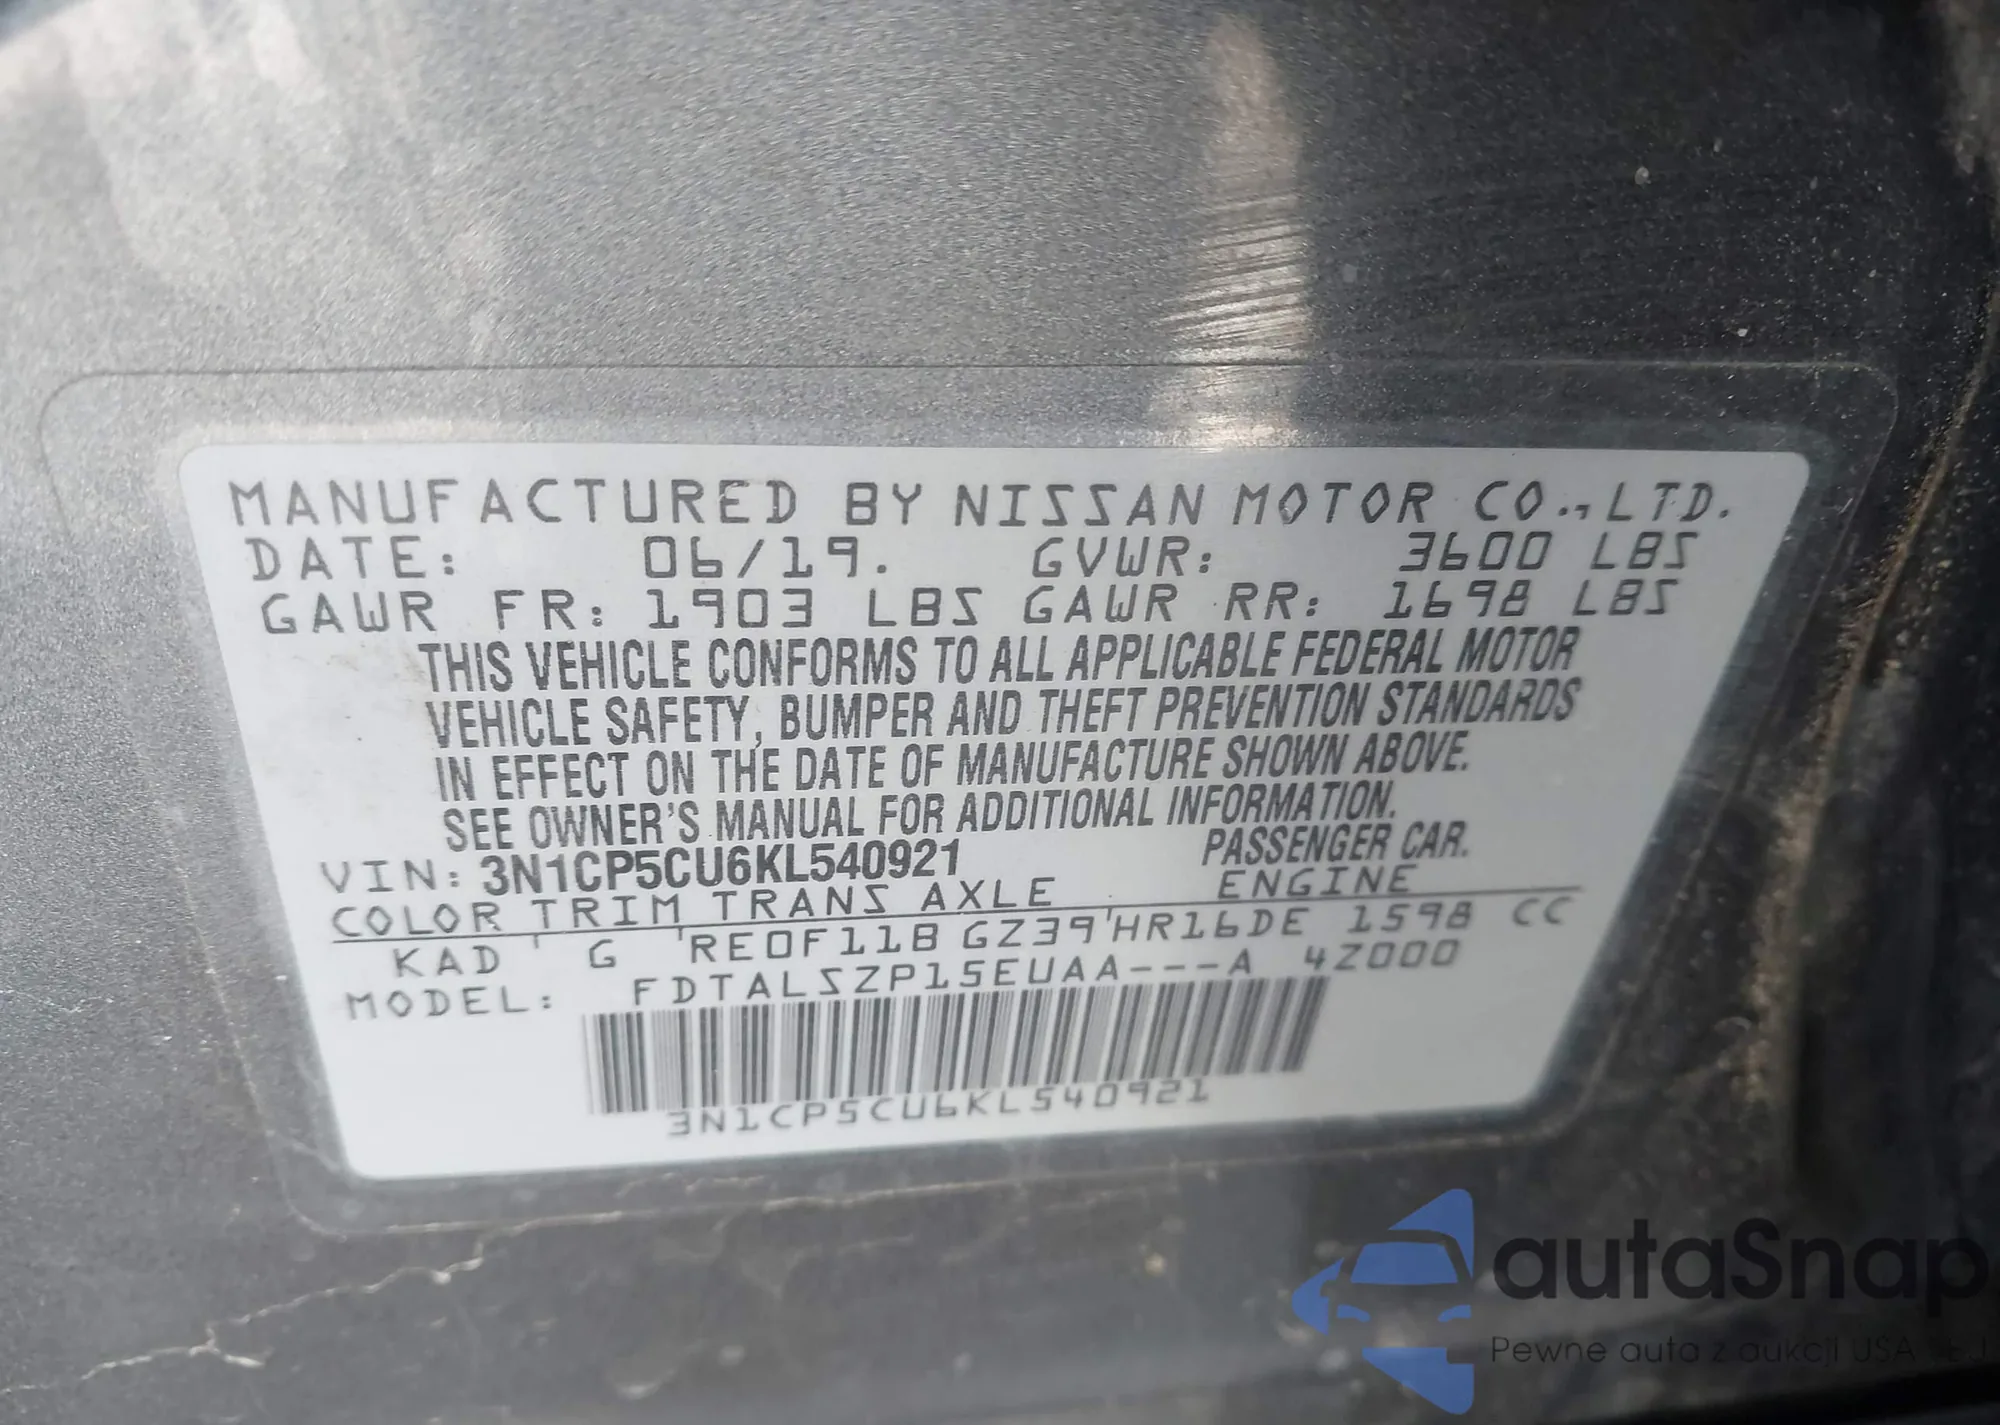 MANUFACTURED BY NISSAN MOTOR CO., LTD.
DATE: 06/19. GVWR: 3600 LBS
GAWR FR: 1903 LBS GAWR RR: 1698 LBS
THIS VEHICLE CONFORMS TO ALL APPLICABLE FEDERAL MOTOR
VEHICLE SAFETY, BUMPER AND THEFT PREVENTION STANDARDS
IN EFFECT ON THE DATE OF MANUFACTURE SHOWN ABOVE.
SEE OWNER'S MANUAL FOR ADDITIONAL INFORMATION.
VIN: 3N1CP5CU6KL540921 PASSENGER CAR.
COLOR TRIM TRANS AXLE ENGINE
KAD G RE0F11B GZ39 HR16DE 1598 CC
MODEL: FDTALSZP15EUAA---A 4Z000
3N1CP5CU6KL540921
autaSnap
Pewne auta z aukcji USA